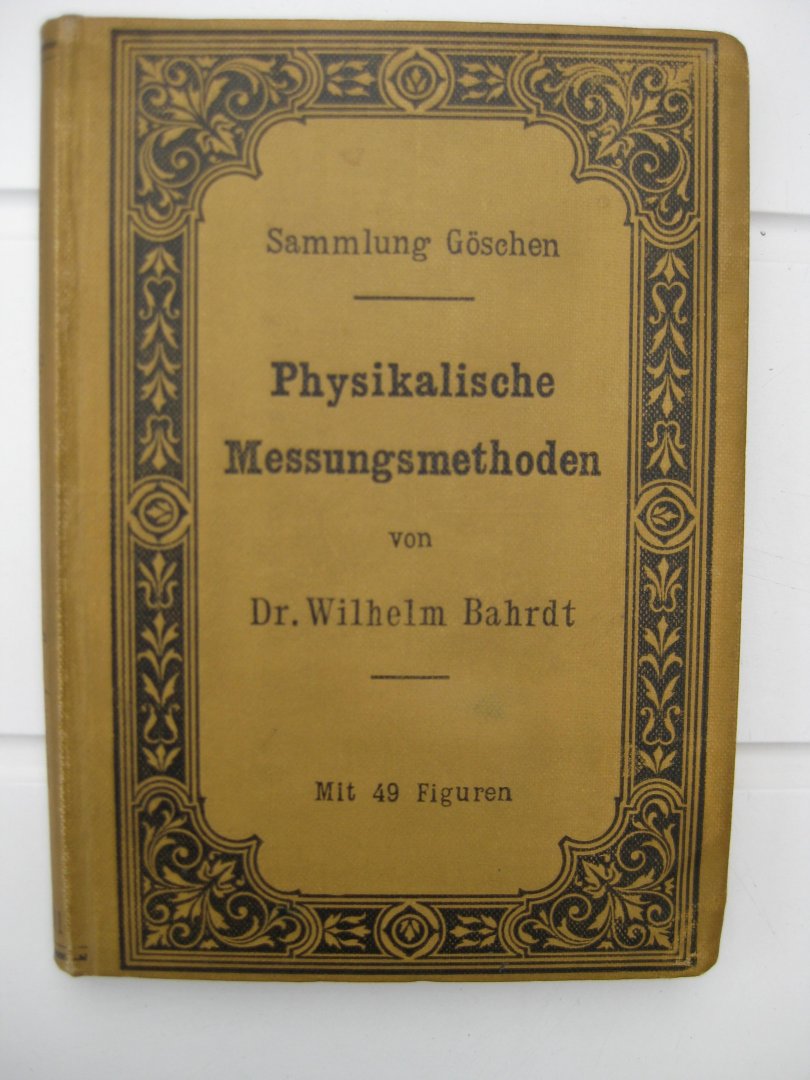 Sammlung Göschen
Physikalische
Messungsmethoden
von
Dr. Wilhelm Bahrdt
Mit 49 Figuren